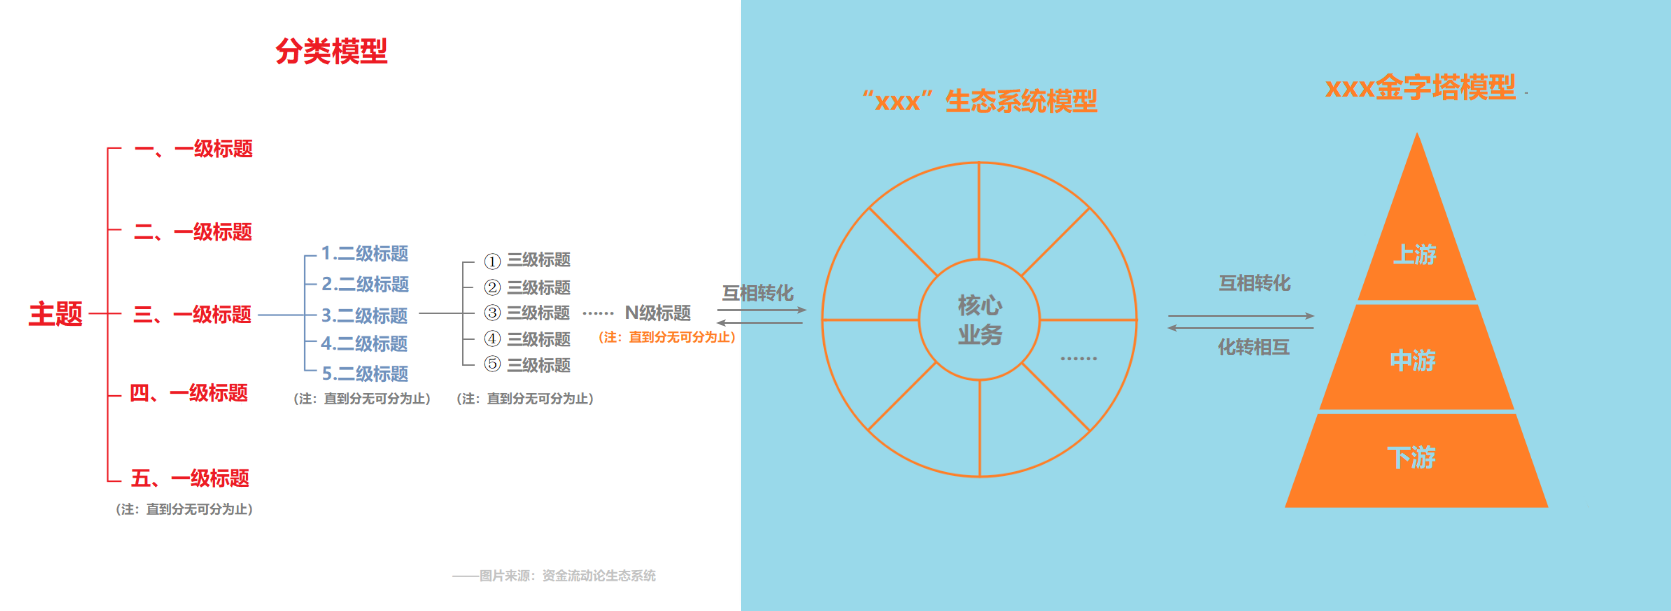 分类模型
主题
一、一级标题
二、一级标题
三、一级标题
四、一级标题
五、一级标题
（注：直到分无可分为止）
1.二级标题
2.二级标题
3.二级标题
4.二级标题
5.二级标题
（注：直到分无可分为止）
① 三级标题
② 三级标题
③ 三级标题
④ 三级标题
⑤ 三级标题
（注：直到分无可分为止）
…… N级标题
（注：直到分无可分为止）
——图片来源：资金流动论生态系统
互相转化
“xxx”生态系统模型
核心
业务
……
互相转化
化转相互
xxx金字塔模型
上游
中游
下游